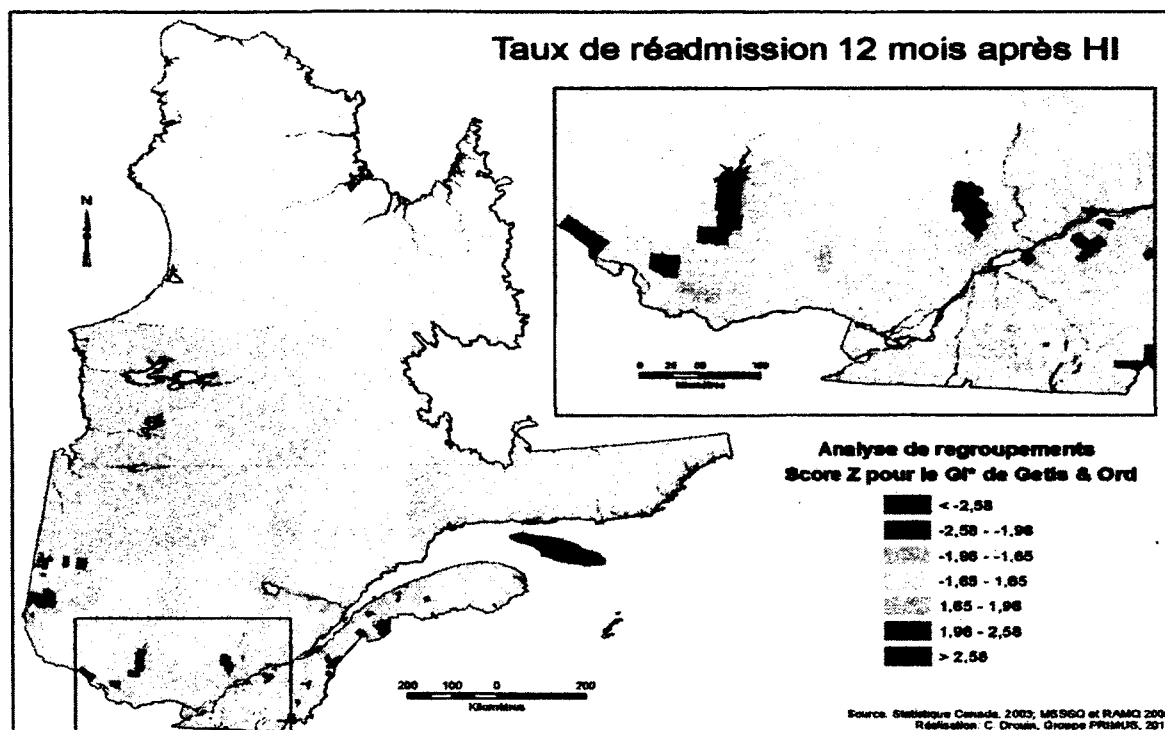 Taux de réadmission 12 mois après HI
N
0 25 50 100
Kilomètres
Analyse de regroupements
Score Z pour le Gi* de Getis & Ord
< -2,58
-2,58 - -1,96
-1,96 - -1,65
-1,65 - 1,65
1,65 - 1,96
1,96 - 2,58
> 2,58
200 100 0 200
Kilomètres
Source. Statistique Canada, 2003; MSSSQ et RAMQ 200
Réalisation: C. Drouin, Groupe PRIMUS, 201